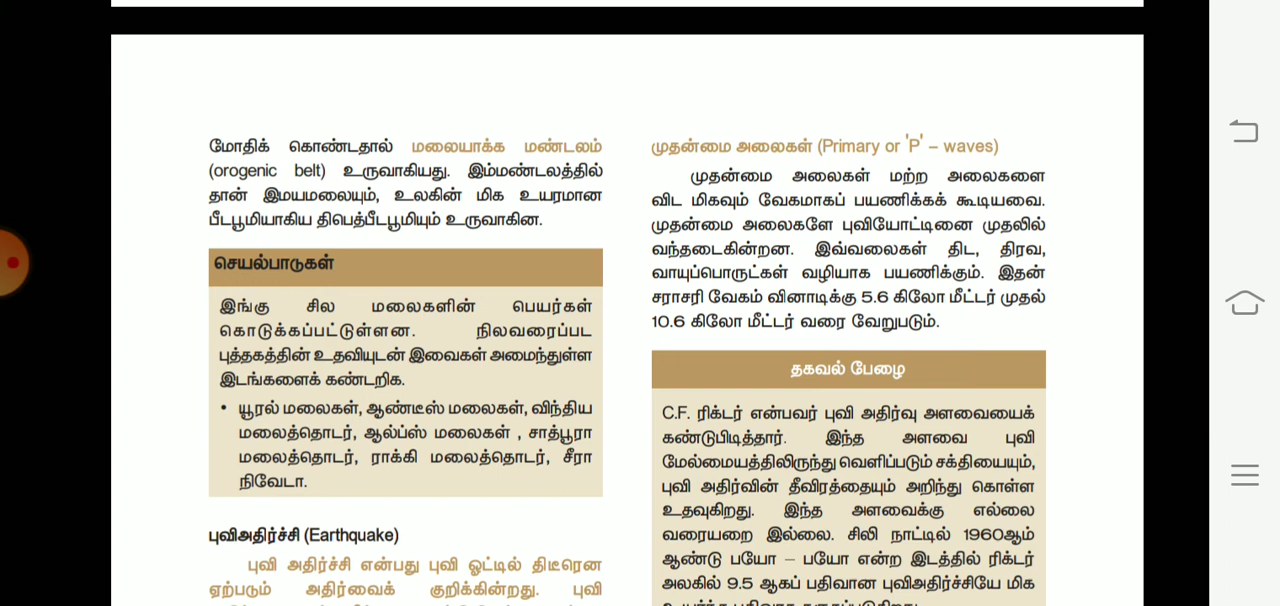 மோதிக் கொண்டதால் மலையாக்க மண்டலம்
(orogenic belt) உருவாகியது. இம்மண்டலத்தில்
தான் இமயமலையும், உலகின் மிக உயரமான
பீடபூமியாகிய திபெத்பீடபூமியும் உருவாகின.
செயல்பாடுகள்
இங்கு சில மலைகளின் பெயர்கள்
கொடுக்கப்பட்டுள்ளன. நிலவரைப்பட
புத்தகத்தின் உதவியுடன் இவைகள் அமைந்துள்ள
இடங்களைக் கண்டறிக.
• யூரல் மலைகள், ஆண்டீஸ் மலைகள், விந்திய
மலைத்தொடர், ஆல்ப்ஸ் மலைகள் , சாத்பூரா
மலைத்தொடர், ராக்கி மலைத்தொடர், சீரா
நிவேடா.
புவிஅதிர்ச்சி (Earthquake)
புவி அதிர்ச்சி என்பது புவி ஓட்டில் திடீரென
ஏற்படும் அதிர்வைக் குறிக்கின்றது. புவி
முதன்மை அலைகள் (Primary or 'P' – waves)
முதன்மை அலைகள் மற்ற அலைகளை
விட மிகவும் வேகமாகப் பயணிக்கக் கூடியவை.
முதன்மை அலைகளே புவியோட்டினை முதலில்
வந்தடைகின்றன. இவ்வலைகள் திட, திரவ,
வாயுப்பொருட்கள் வழியாக பயணிக்கும். இதன்
சராசரி வேகம் வினாடிக்கு 5.6 கிலோ மீட்டர் முதல்
10.6 கிலோ மீட்டர் வரை வேறுபடும்.
தகவல் பேழை
C.F. ரிக்டர் என்பவர் புவி அதிர்வு அளவையைக்
கண்டுபிடித்தார். இந்த அளவை புவி
மேல்மையத்திலிருந்து வெளிப்படும் சக்தியையும்,
புவி அதிர்வின் தீவிரத்தையும் அறிந்து கொள்ள
உதவுகிறது. இந்த அளவைக்கு எல்லை
வரையறை இல்லை. சிலி நாட்டில் 1960ஆம்
ஆண்டு பயோ – பயோ என்ற இடத்தில் ரிக்டர்
அலகில் 9.5 ஆகப் பதிவான புவிஅதிர்ச்சியே மிக